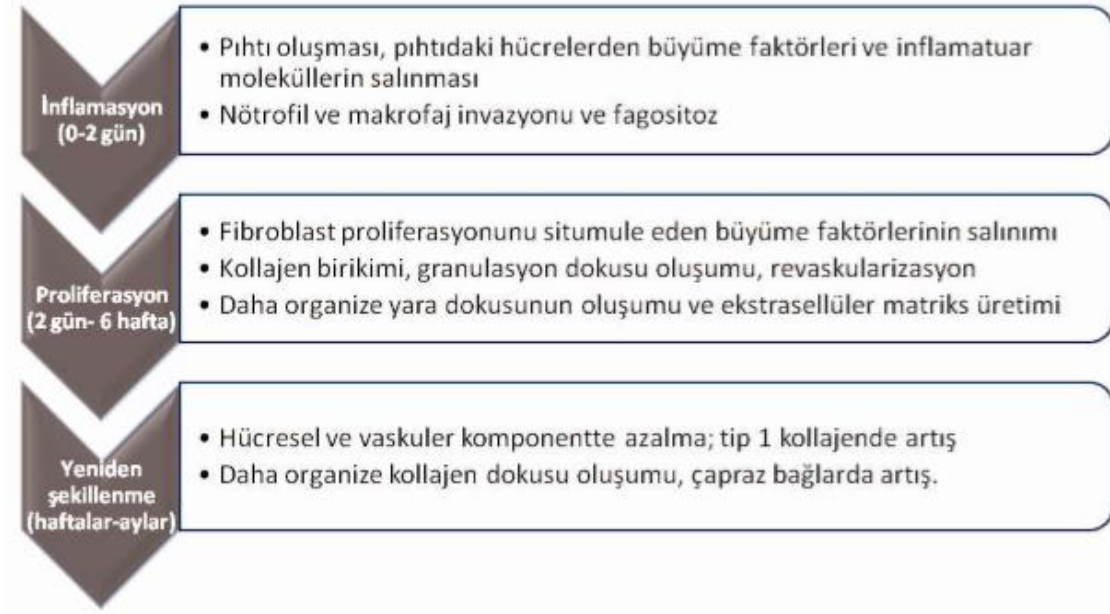 İnflamasyon
(0-2 gün)
• Pıhtı oluşması, pıhtıdaki hücrelerden büyüme faktörleri ve inflamatuar
moleküllerin salınması
• Nötrofil ve makrofaj invazyonu ve fagositoz
Proliferasyon
(2 gün- 6 hafta)
• Fibroblast proliferasyonunu situmule eden büyüme faktörlerinin salınımı
• Kollajen birikimi, granulasyon dokusu oluşumu, revaskularizasyon
• Daha organize yara dokusunun oluşumu ve ekstrasellüler matriks üretimi
Yeniden
şekillenme
(haftalar-aylar)
• Hücresel ve vaskuler komponentte azalma; tip 1 kollajende artış
• Daha organize kollajen dokusu oluşumu, çapraz bağlarda artış.